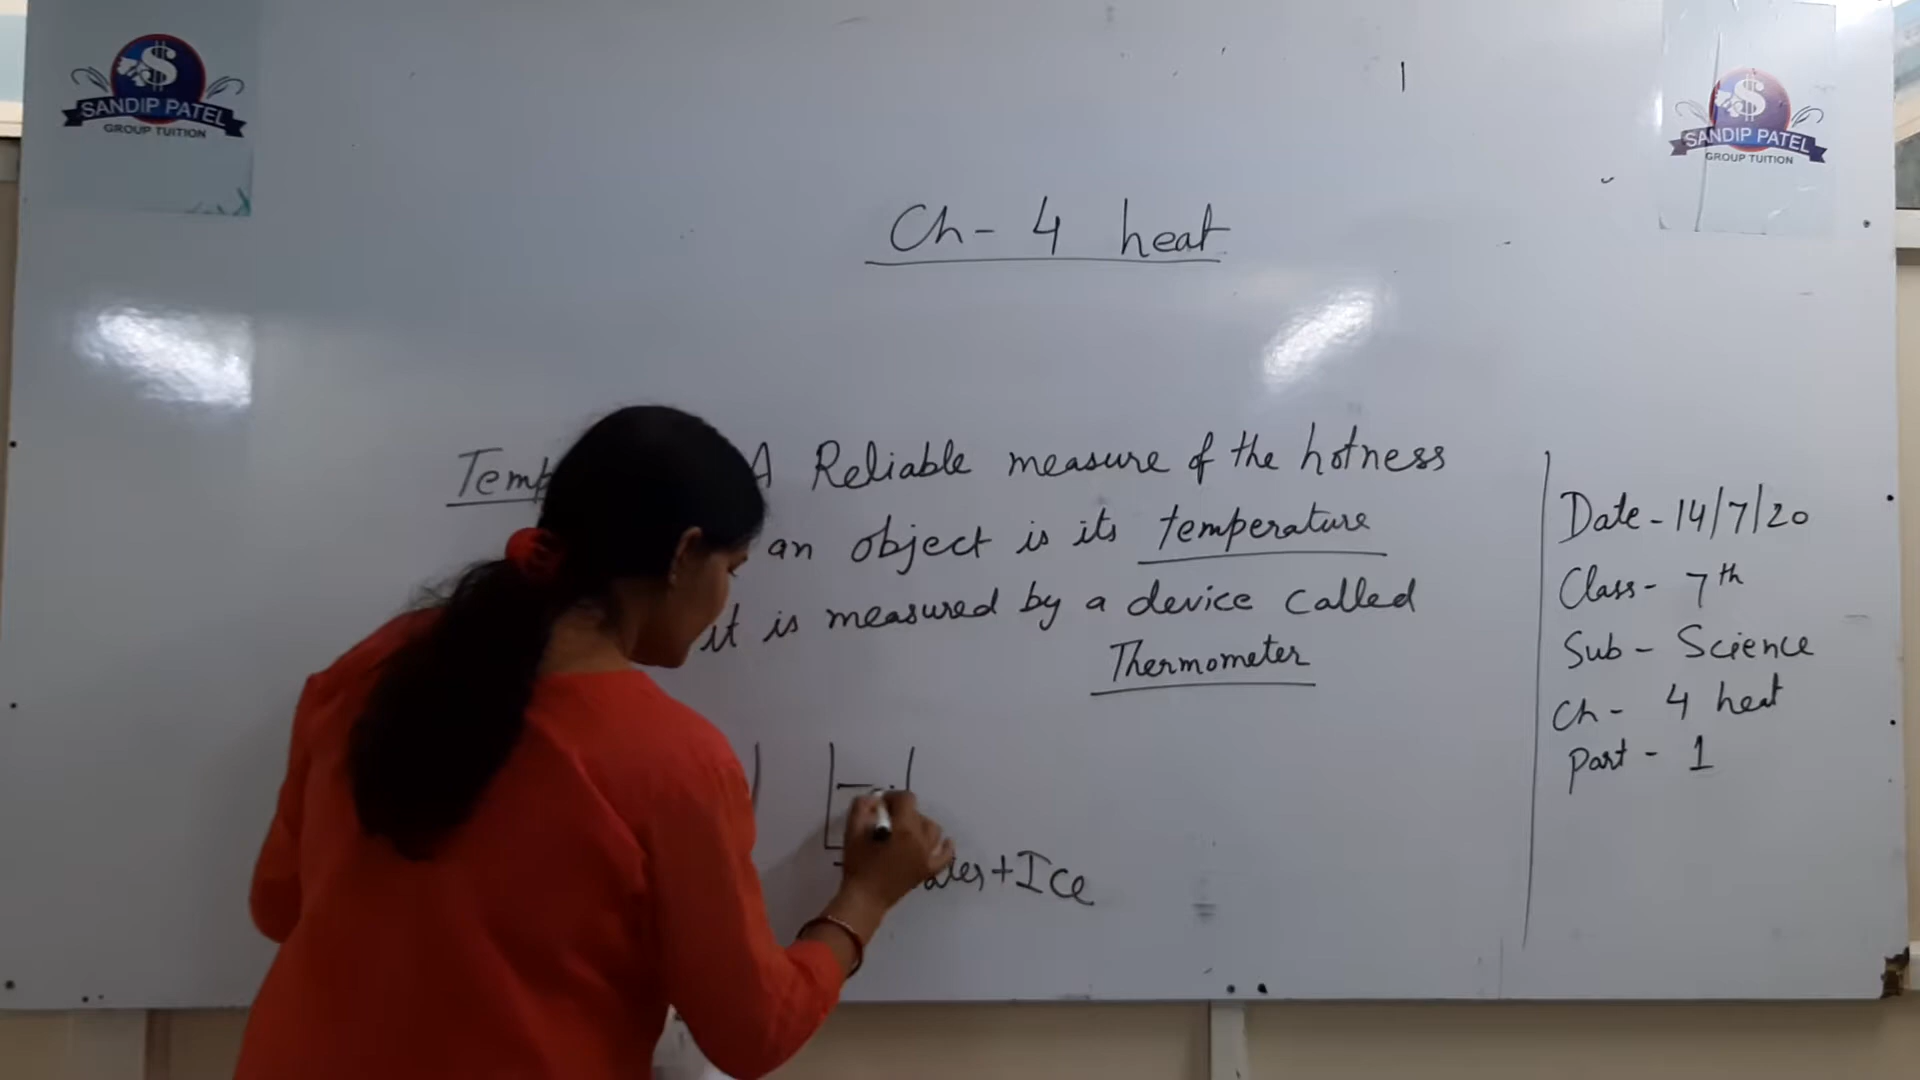 SANDIP PATEL
GROUP TUITION
SANDIP PATEL
GROUP TUITION
Ch - 4 heat
A Reliable measure of the hotness
an object is its temperature
it is measured by a device called
Thermometer
+ Ice
Date - 14/7/20
Class - 7th
Sub - Science
Ch - 4 heat
Part - 1